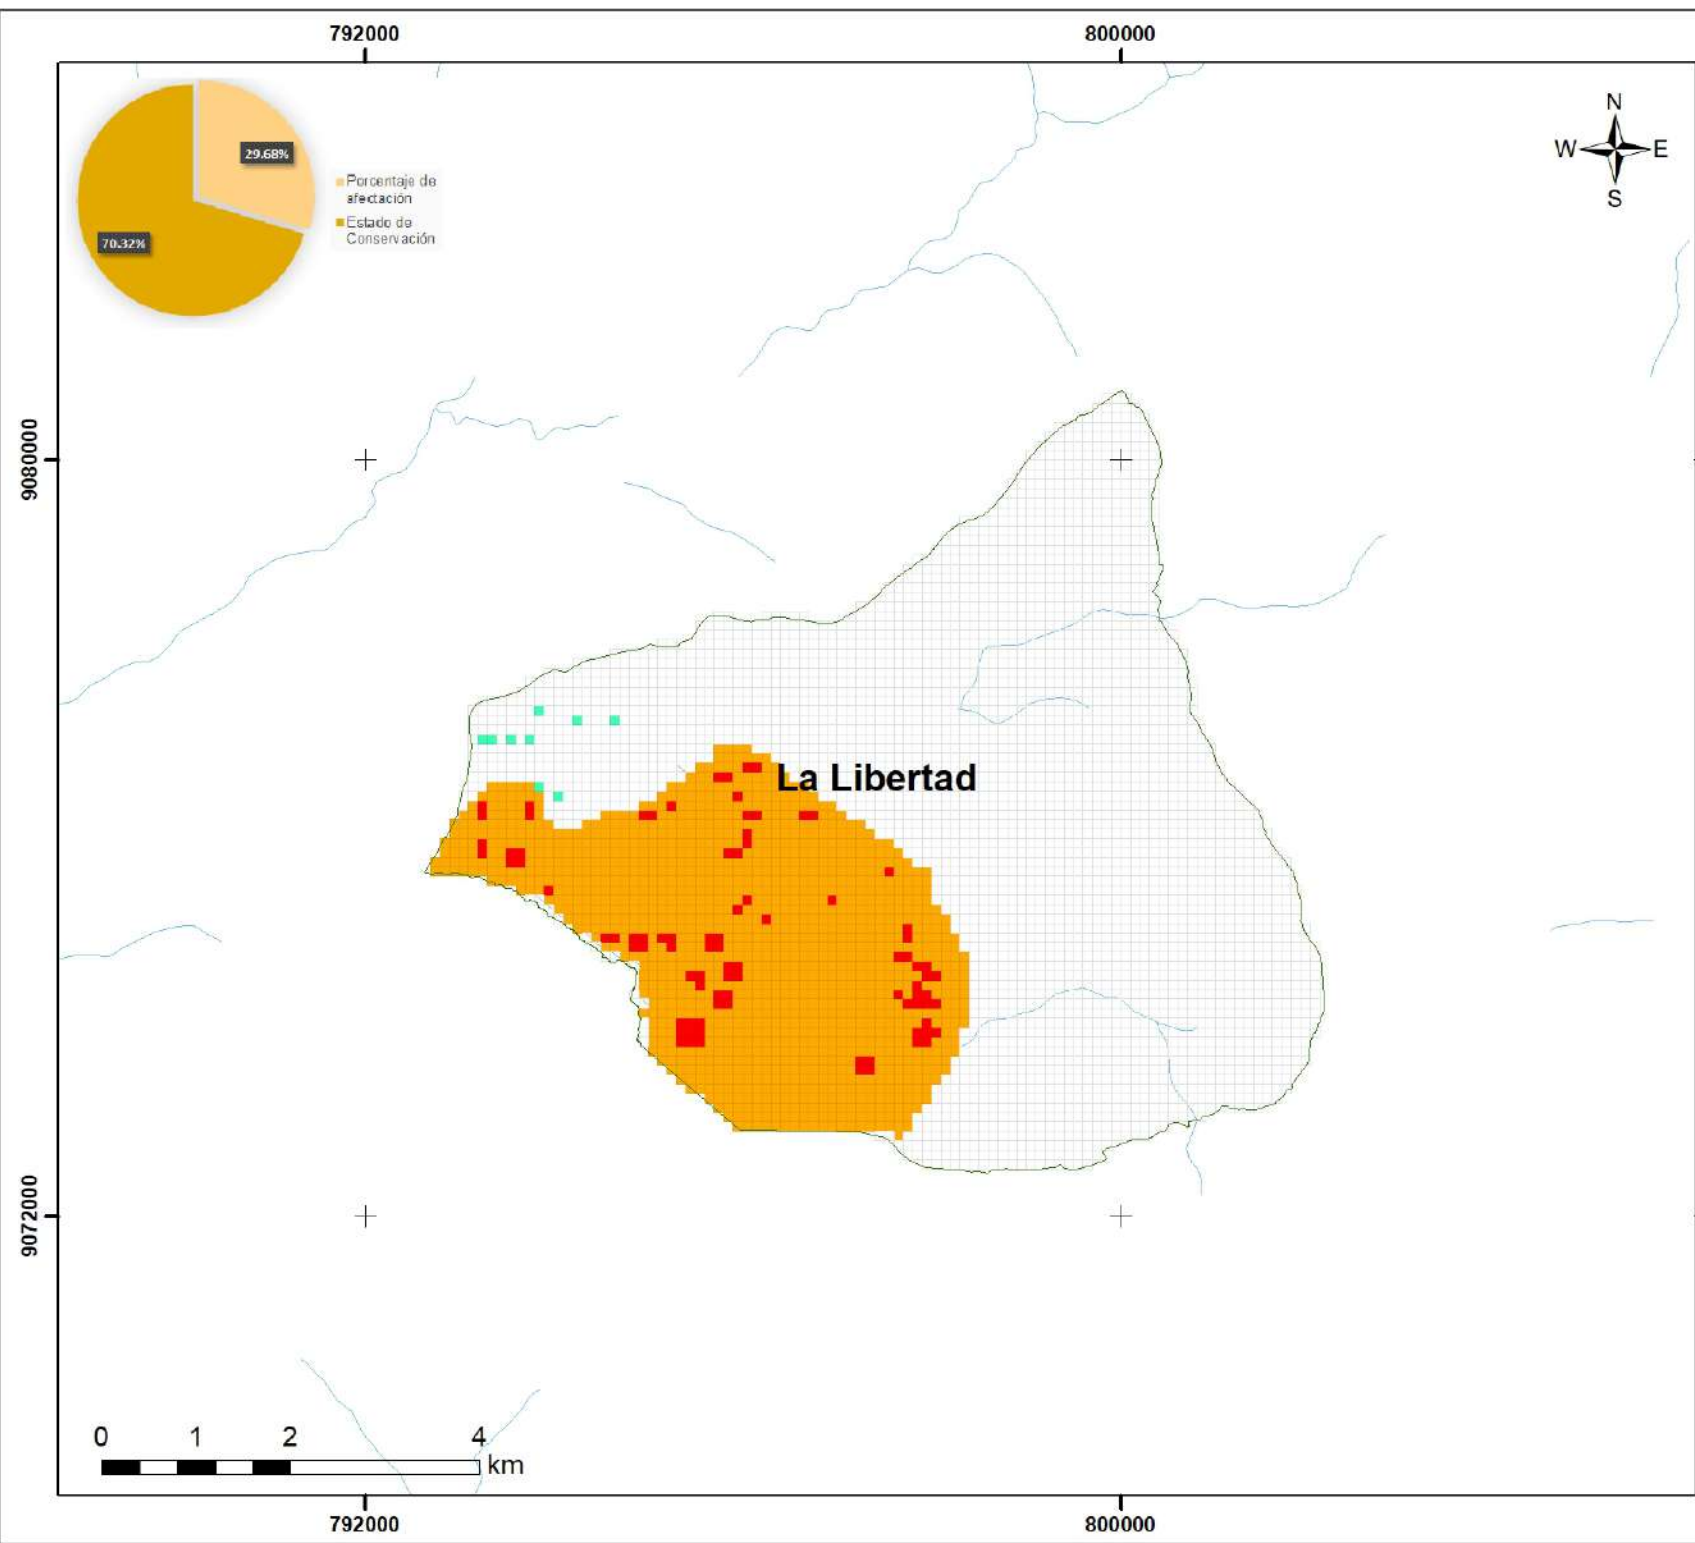 792000
800000
N
W
E
S
29.68%
70.32%
Porcentaje de
afectación
Estado de
Conservación
9080000
La Libertad
9072000
0 1 2 4
km
792000
800000